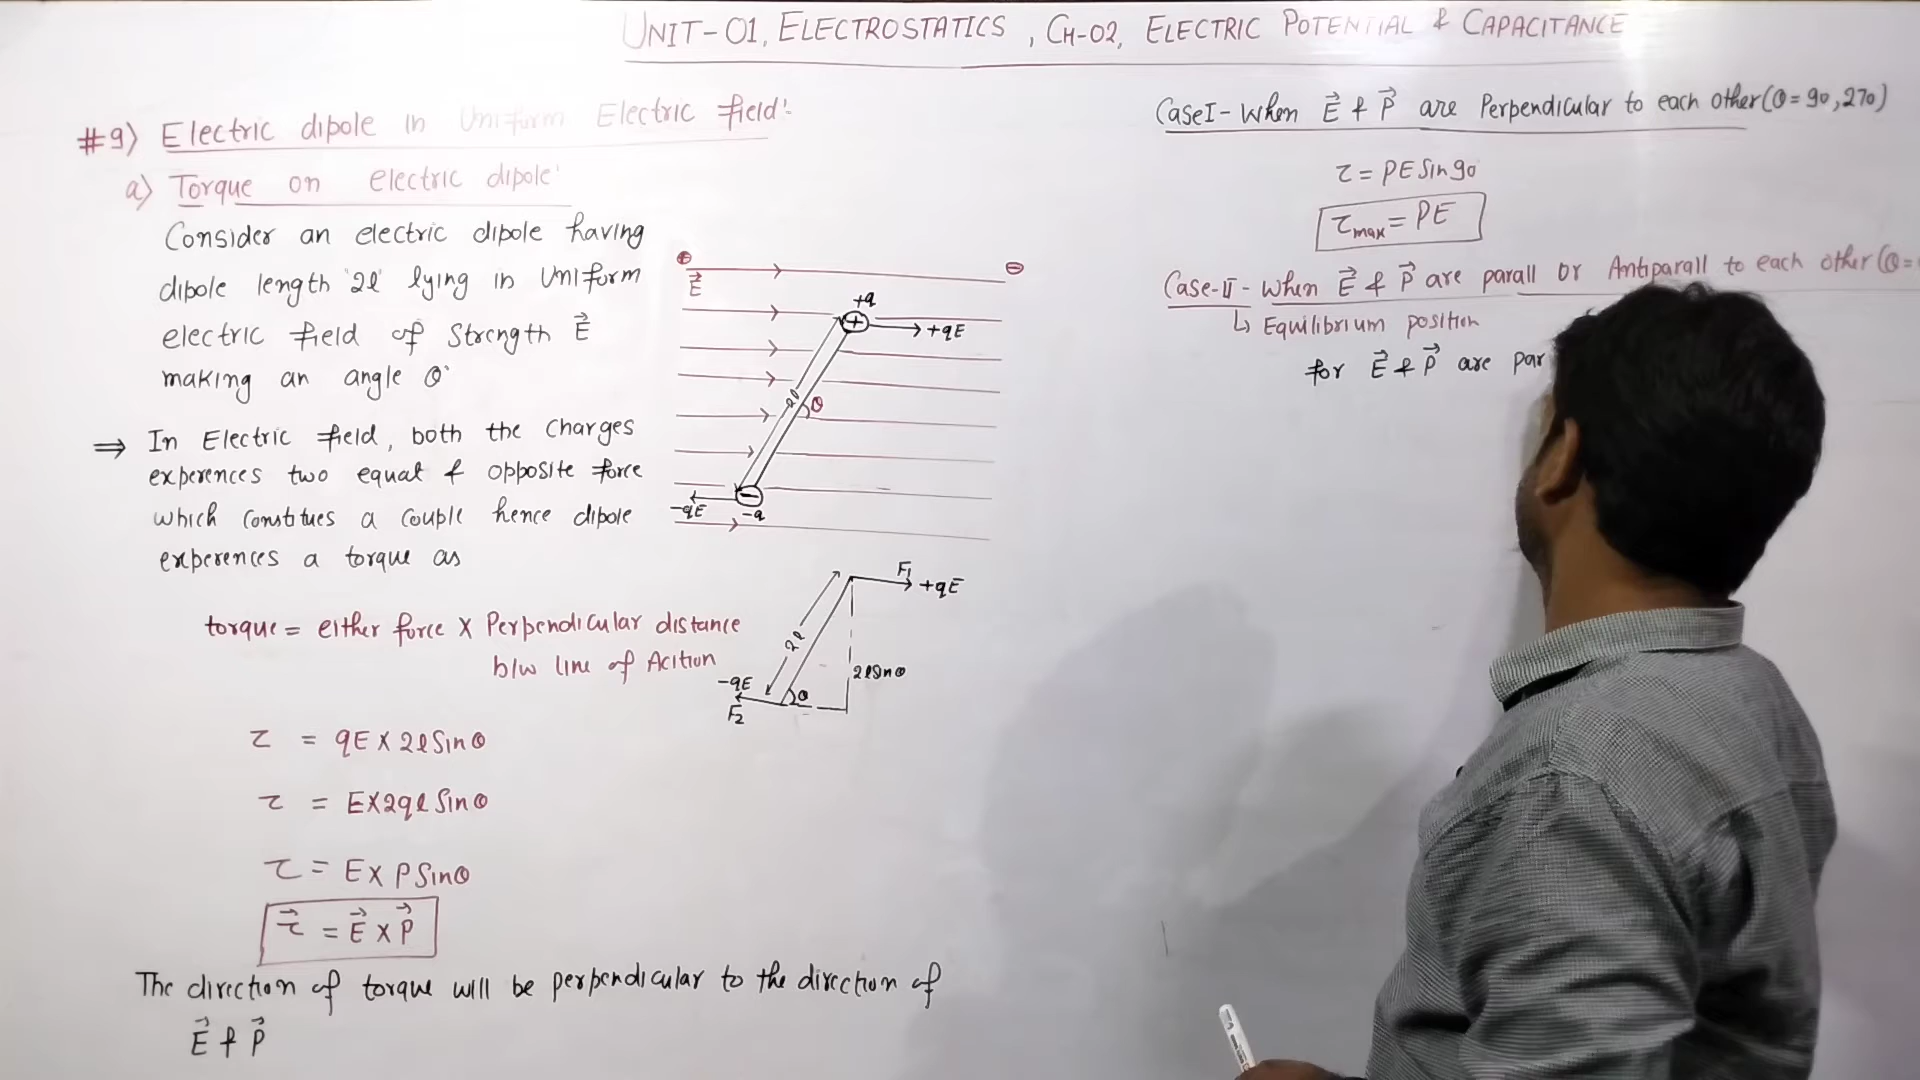 UNIT-01, ELECTROSTATICS, CH-02, ELECTRIC POTENTIAL & CAPACITANCE
#9) Electric dipole in Uniform Electric field:
a) Torque on electric dipole:
Consider an electric dipole having
dipole length '2l' lying in Uniform
electric field of Strength E⃗
making an angle θ
⇒ In Electric field, both the charges
experences two equal & opposite force
which constitues a couple hence dipole
experences a torque as
torque = either force × Perpendicular distance
b/w line of Acition
τ = qE × 2l Sinθ
τ = E × 2ql Sinθ
τ = E × P Sinθ
τ⃗ = E⃗ × P⃗
The direction of torque will be perpendicular to the direction of
E⃗ & P⃗
⊕ ⊖
E⃗
+q
+ +qE
2l θ
−
-qE -q
F₁
+qE
2l
2lSinθ
-qE θ
F₂
Case I - When E⃗ & P⃗ are Perpendicular to each other (θ = 90, 270)
τ = PE Sin 90
τmax = PE
Case-II - when E⃗ & P⃗ are parall or Antiparall to each other (θ =
↳ Equilibrium position
for E⃗ & P⃗ are par